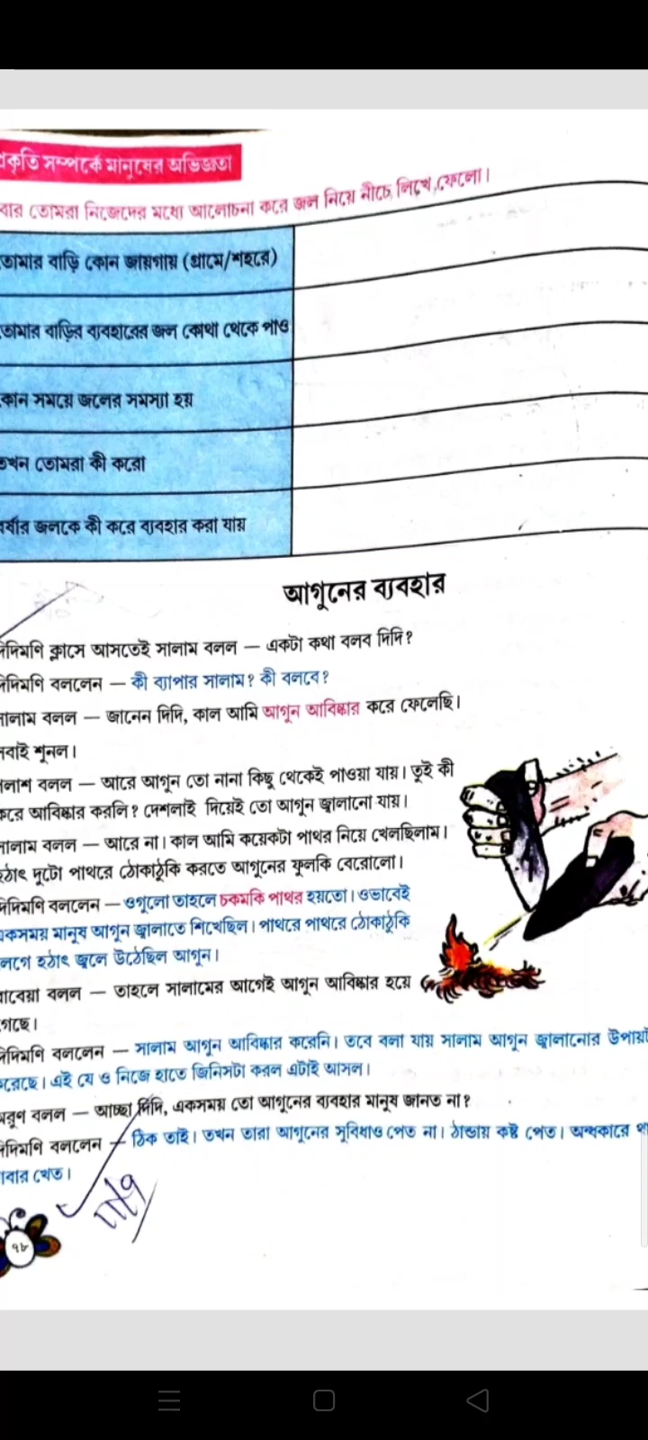 প্রকৃতি সম্পর্কে মানুষের অভিজ্ঞতা
বার তোমরা নিজেদের মধ্যে আলোচনা করে জল নিয়ে নীচে লিখে ফেলো।
তোমার বাড়ি কোন জায়গায় (গ্রামে/শহরে)
তোমার বাড়ির ব্যবহারের জল কোথা থেকে পাও
কোন সময়ে জলের সমস্যা হয়
তখন তোমরা কী করো
বর্ষার জলকে কী করে ব্যবহার করা যায়
আগুনের ব্যবহার
দিদিমণি ক্লাসে আসতেই সালাম বলল — একটা কথা বলব দিদি?
দিদিমণি বললেন — কী ব্যাপার সালাম? কী বলবে?
সালাম বলল — জানেন দিদি, কাল আমি আগুন আবিষ্কার করে ফেলেছি।
সবাই শুনল।
পলাশ বলল — আরে আগুন তো নানা কিছু থেকেই পাওয়া যায়। তুই কী
করে আবিষ্কার করলি? দেশলাই দিয়েই তো আগুন জ্বালানো যায়।
সালাম বলল — আরে না। কাল আমি কয়েকটা পাথর নিয়ে খেলছিলাম।
হঠাৎ দুটো পাথরে ঠোকাঠুকি করতে আগুনের ফুলকি বেরোলো।
দিদিমণি বললেন — ওগুলো তাহলে চকমকি পাথর হয়তো। ওভাবেই
একসময় মানুষ আগুন জ্বালাতে শিখেছিল। পাথরে পাথরে ঠোকাঠুকি
লেগে হঠাৎ জ্বলে উঠেছিল আগুন।
রাবেয়া বলল — তাহলে সালামের আগেই আগুন আবিষ্কার হয়ে
গেছে।
দিদিমণি বললেন — সালাম আগুন আবিষ্কার করেনি। তবে বলা যায় সালাম আগুন জ্বালানোর উপায়
করেছে। এই যে ও নিজে হাতে জিনিসটা করল এটাই আসল।
অরুণ বলল — আচ্ছা দিদি, একসময় তো আগুনের ব্যবহার মানুষ জানত না?
দিদিমণি বললেন — ঠিক তাই। তখন তারা আগুনের সুবিধাও পেত না। ঠান্ডায় কষ্ট পেত। অন্ধকারে
খাবার খেত।
৭৮